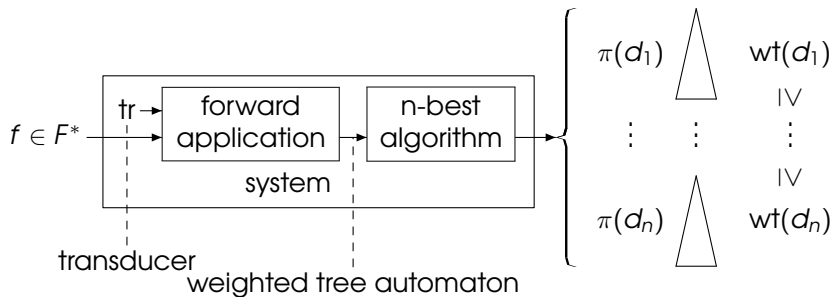 π(d₁) wt(d₁)
≥
tr forward application n-best algorithm
f ∈ F*
⋮ ⋮ ⋮
system
≥
π(dₙ) wt(dₙ)
transducer
weighted tree automaton